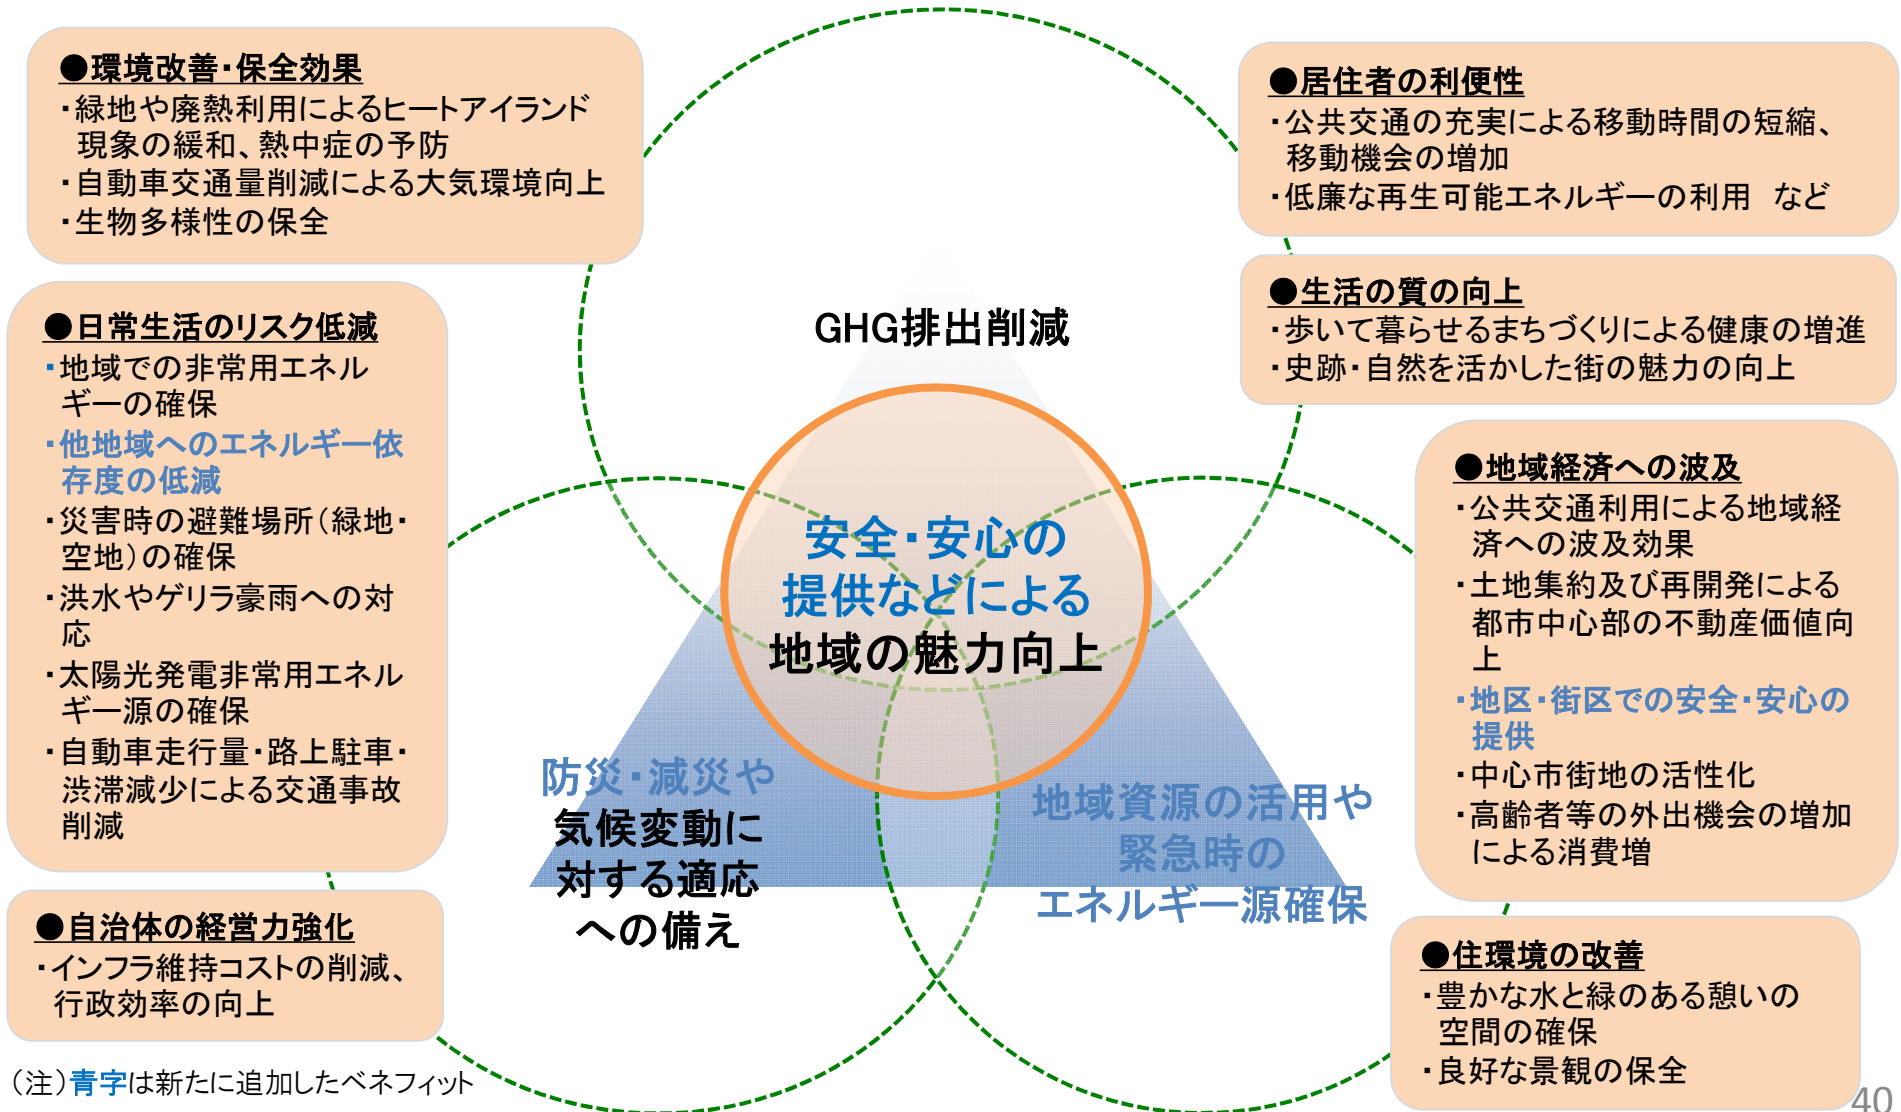 ●環境改善・保全効果
・緑地や廃熱利用によるヒートアイランド
現象の緩和、熱中症の予防
・自動車交通量削減による大気環境向上
・生物多様性の保全
●日常生活のリスク低減
・地域での非常用エネル
ギーの確保
・他地域へのエネルギー依
存度の低減
・災害時の避難場所（緑地・
空地）の確保
・洪水やゲリラ豪雨への対
応
・太陽光発電非常用エネル
ギー源の確保
・自動車走行量・路上駐車・
渋滞減少による交通事故
削減
●自治体の経営力強化
・インフラ維持コストの削減、
行政効率の向上
（注）青字は新たに追加したベネフィット
GHG排出削減
安全・安心の
提供などによる
地域の魅力向上
防災・減災や
気候変動に
対する適応
への備え
地域資源の活用や
緊急時の
エネルギー源確保
●居住者の利便性
・公共交通の充実による移動時間の短縮、
移動機会の増加
・低廉な再生可能エネルギーの利用　など
●生活の質の向上
・歩いて暮らせるまちづくりによる健康の増進
・史跡・自然を活かした街の魅力の向上
●地域経済への波及
・公共交通利用による地域経
済への波及効果
・土地集約及び再開発による
都市中心部の不動産価値向
上
・地区・街区での安全・安心の
提供
・中心市街地の活性化
・高齢者等の外出機会の増加
による消費増
●住環境の改善
・豊かな水と緑のある憩いの
空間の確保
・良好な景観の保全
40